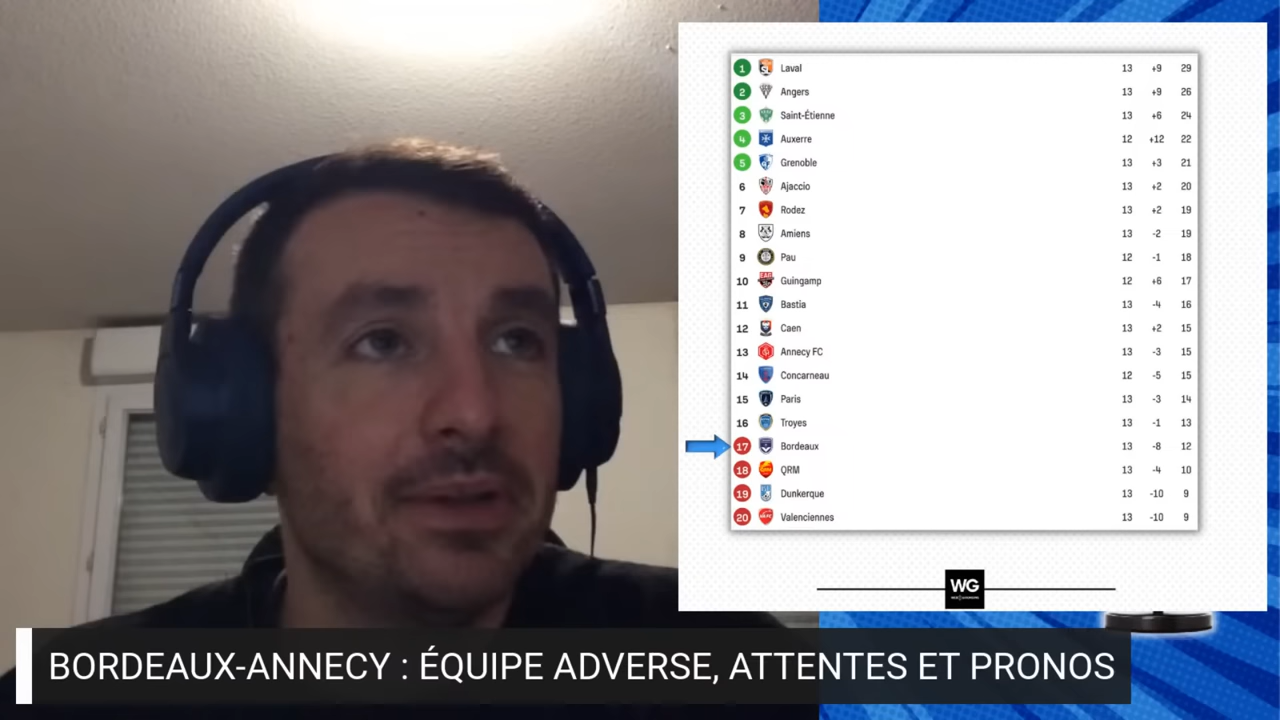 1 Laval 13 +9 29
2 Angers 13 +9 26
3 Saint-Étienne 13 +6 24
4 Auxerre 12 +12 22
5 Grenoble 13 +3 21
6 Ajaccio 13 +2 20
7 Rodez 13 +2 19
8 Amiens 13 -2 19
9 Pau 12 -1 18
10 Guingamp 12 +6 17
11 Bastia 13 -4 16
12 Caen 13 +2 15
13 Annecy FC 13 -3 15
14 Concarneau 12 -5 15
15 Paris 13 -3 14
16 Troyes 13 -1 13
17 Bordeaux 13 -8 12
18 QRM 13 -4 10
19 Dunkerque 13 -10 9
20 Valenciennes 13 -10 9
WG
BORDEAUX-ANNECY : ÉQUIPE ADVERSE, ATTENTES ET PRONOS